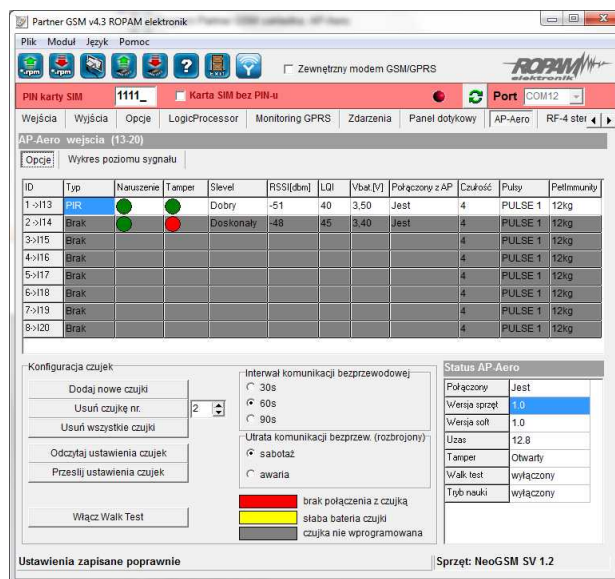 Partner GSM v4.3 ROPAM elektronik
Plik Moduł Język Pomoc
.rpm .rpm EXIT Zewnętrzny modem GSM/GPRS ROPAM elektronik
PIN karty SIM 1111_ Karta SIM bez PIN-u Port COM12
Wejścia Wyjścia Opcje LogicProcessor Monitoring GPRS Zdarzenia Panel dotykowy AP-Aero RF-4 ster
AP-Aero wejscia (13-20)
Opcje Wykres poziomu sygnału
ID Typ Naruszenie Tamper Slevel RSSI[dbm] LQI Vbat.[V] Połączony z AP Czułość Pulsy PetImmunity
1->I13 PIR Dobry -51 40 3,50 Jest 4 PULSE 1 12kg
2->I14 Brak Doskonały -48 45 3,40 Jest 4 PULSE 1 12kg
3->I15 Brak 4 PULSE 1 12kg
4->I16 Brak 4 PULSE 1 12kg
5->I17 Brak 4 PULSE 1 12kg
6->I18 Brak 4 PULSE 1 12kg
7->I19 Brak 4 PULSE 1 12kg
8->I20 Brak 4 PULSE 1 12kg
Konfiguracja czujek
Dodaj nowe czujki
Usuń czujkę nr. 2
Usuń wszystkie czujki
Odczytaj ustawienia czujek
Prześlij ustawienia czujek
Włącz Walk Test
Interwał komunikacji bezprzewodowej
30s
60s
90s
Utrata komunikacji bezprzew. (rozbrojony)
sabotaż
awaria
brak połączenia z czujką
słaba bateria czujki
czujka nie wprogramowana
Status AP-Aero
Połączony Jest
Wersja sprzęt 1.0
Wersja soft 1.0
Uzas 12.8
Tamper Otwarty
Walk test wyłączony
Tryb nauki wyłączony
Ustawienia zapisane poprawnie Sprzęt: NeoGSM SV 1.2